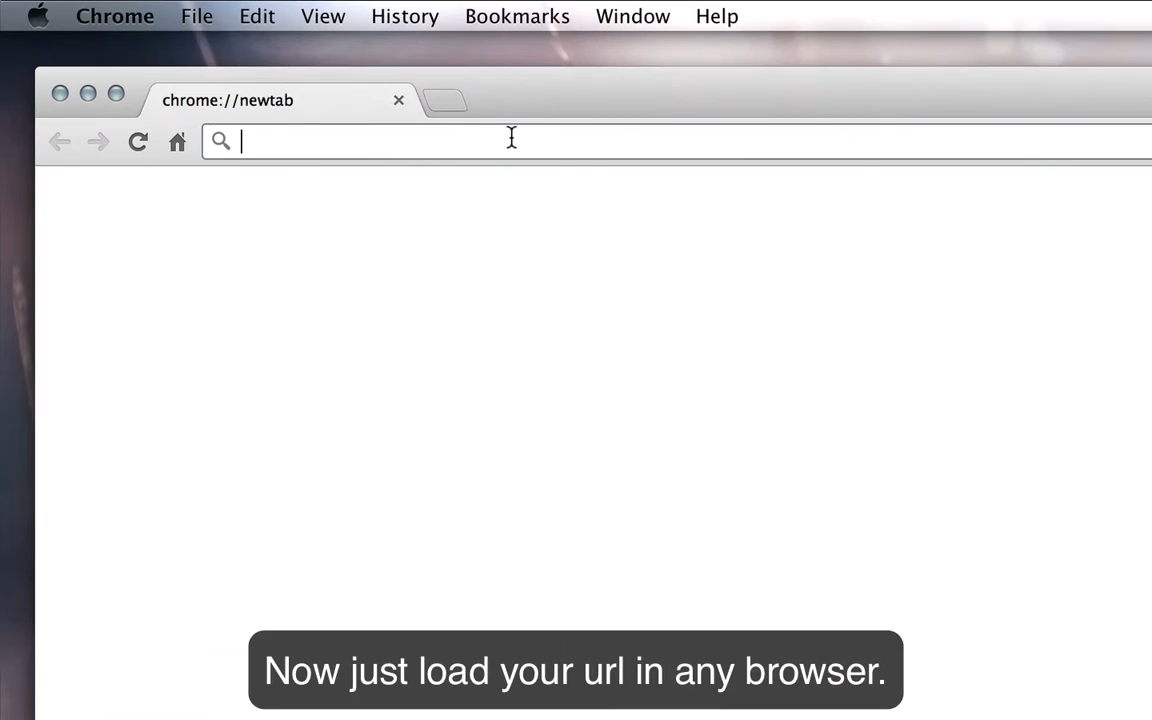 Chrome File Edit View History Bookmarks Window Help
chrome://newtab
Now just load your url in any browser.